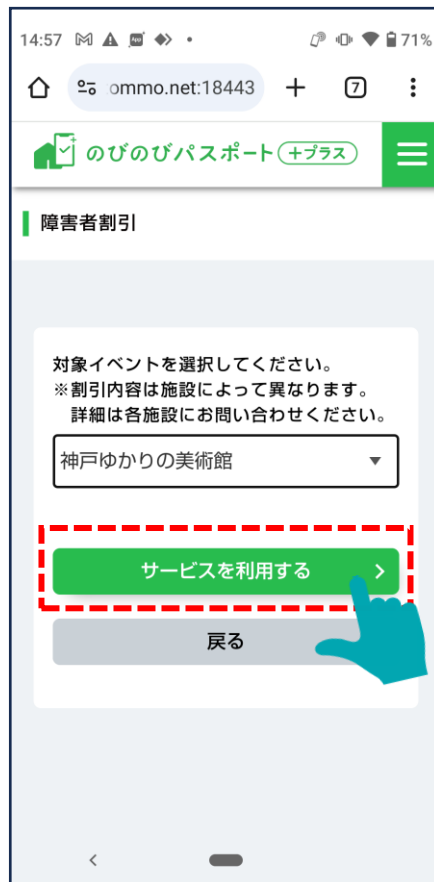 14:57 71%
ommo.net:18443 7
のびのびパスポート +プラス
障害者割引
対象イベントを選択してください。
※割引内容は施設によって異なります。
詳細は各施設にお問い合わせください。
神戸ゆかりの美術館
サービスを利用する
戻る